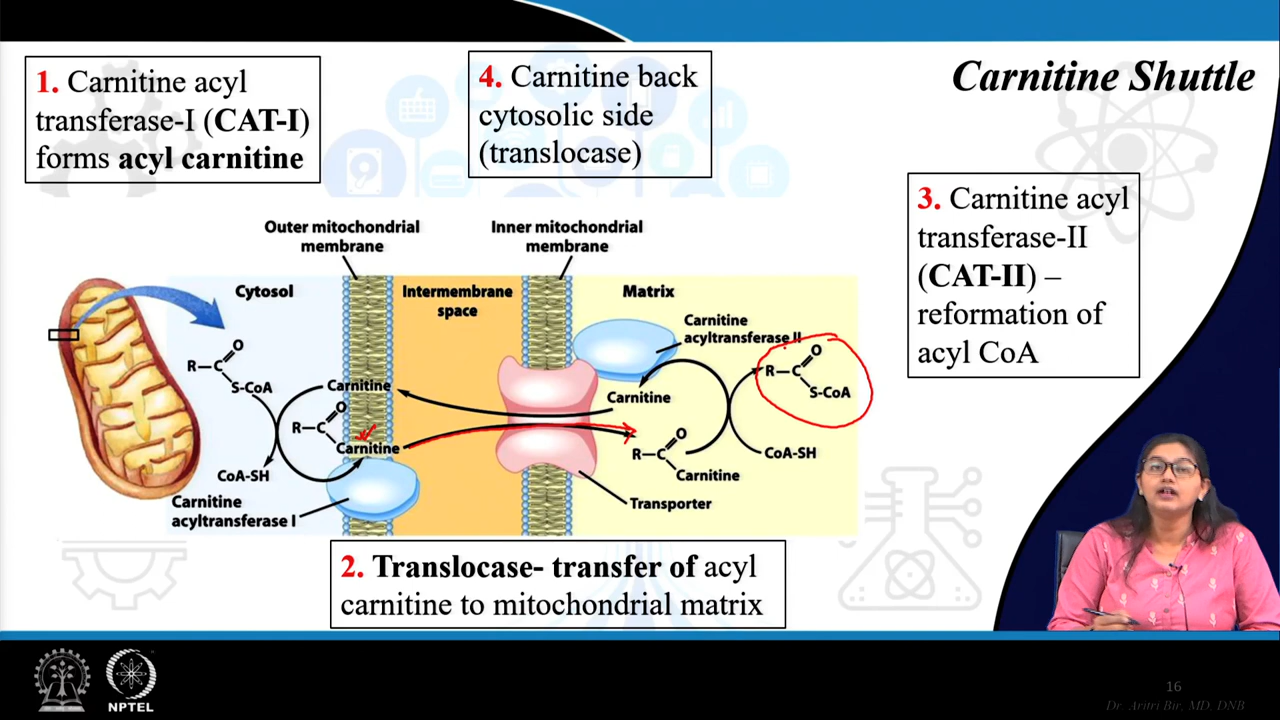 Carnitine Shuttle
1. Carnitine acyl
transferase-I (CAT-I)
forms acyl carnitine
4. Carnitine back
cytosolic side
(translocase)
3. Carnitine acyl
transferase-II
(CAT-II) –
reformation of
acyl CoA
Outer mitochondrial
membrane
Inner mitochondrial
membrane
Cytosol
Intermembrane
space
Matrix
Carnitine
acyltransferase II
R–C
O
S-CoA
Carnitine
R–C
O
Carnitine
CoA-SH
Carnitine
acyltransferase I
Carnitine
R–C
O
Carnitine
R–C
O
S-CoA
CoA-SH
Transporter
2. Translocase- transfer of acyl
carnitine to mitochondrial matrix
NPTEL
16
Dr. Aritri Bir, MD, DNB